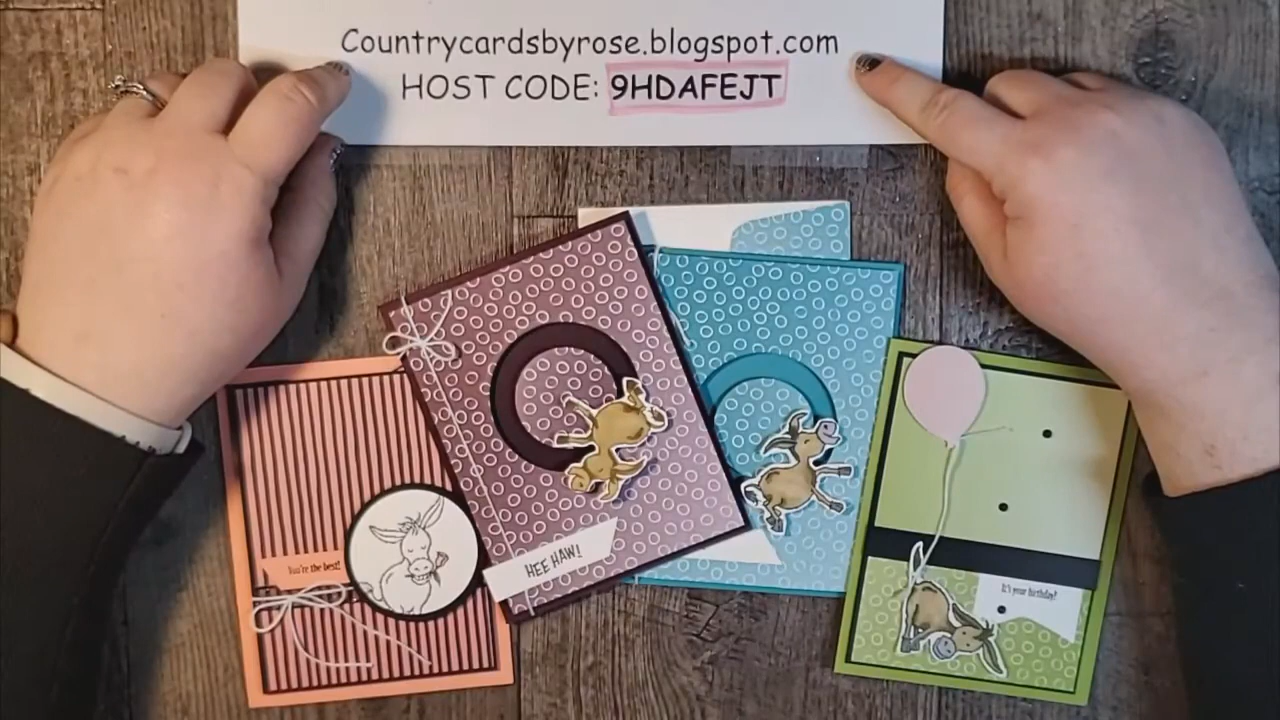 Countrycardsbyrose.blogspot.com
HOST CODE: 9HDAFEJT
You're the best!
HEE HAW!
It's your birthday!